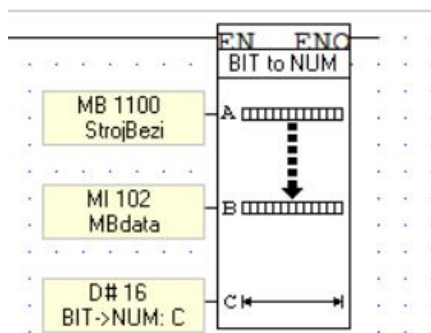 EN ENO
BIT to NUM
MB 1100
StrojBezi
A
MI 102
MBdata
B
D# 16
BIT->NUM: C
C